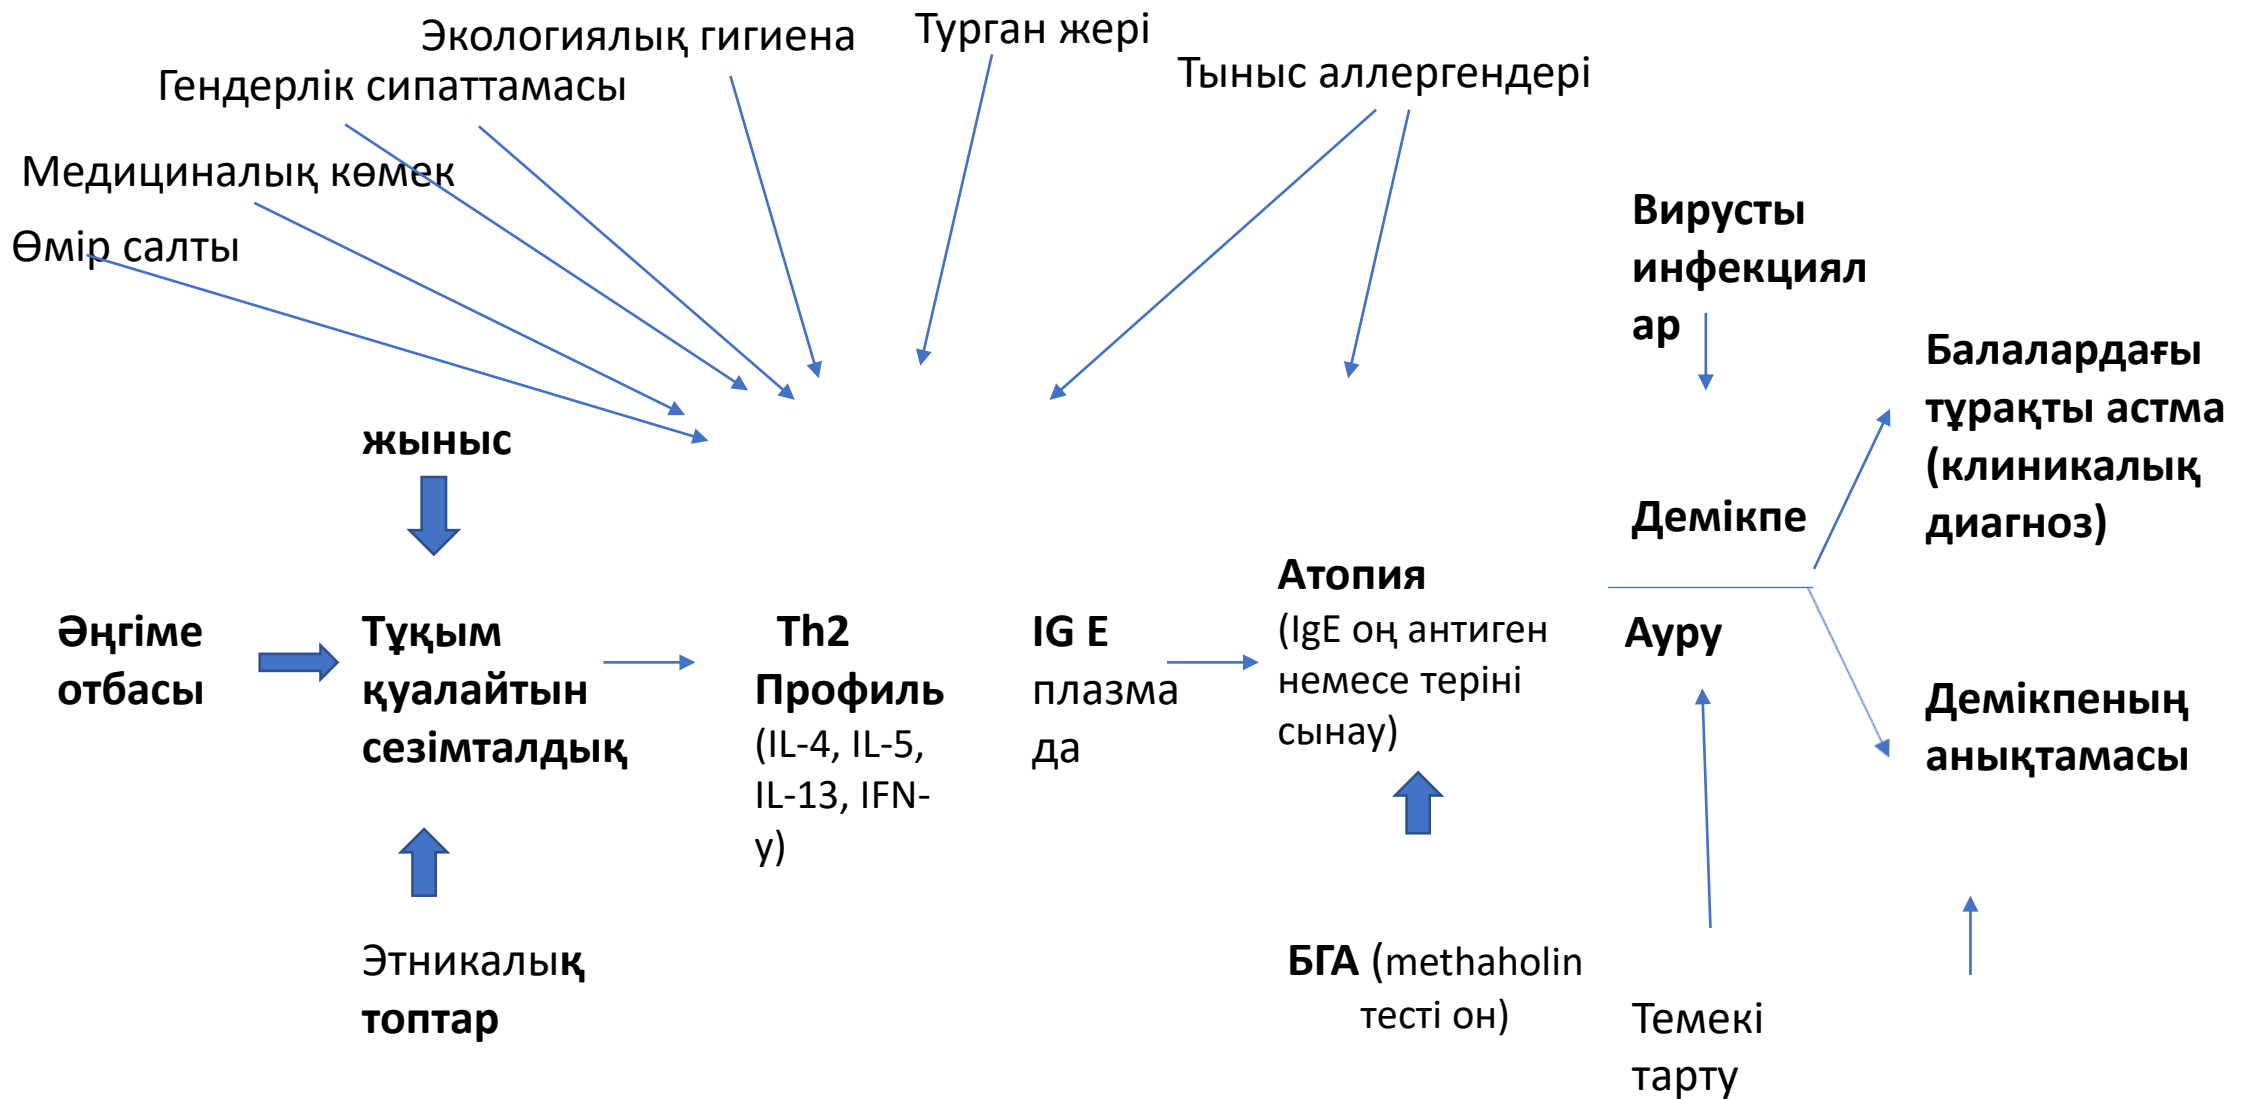 Экологиялық гигиена
Турган жері
Гендерлік сипаттамасы
Тыныс аллергендері
Медициналық көмек
Өмір салты
Вирусты
инфекциял
ар
Балалардағы
тұрақты астма
(клиникалық
диагноз)
жыныс
Демікпе
Әңгіме
отбасы
Тұқым
қуалайтын
сезімталдық
Th2
Профиль
(IL-4, IL-5,
IL-13, IFN-
y)
IG E
плазма
да
Атопия
(IgE оң антиген
немесе теріні
сынау)
Ауру
Демікпеның
анықтамасы
Этникалық
топтар
БГА (methaholin
тесті он)
Темекі
тарту